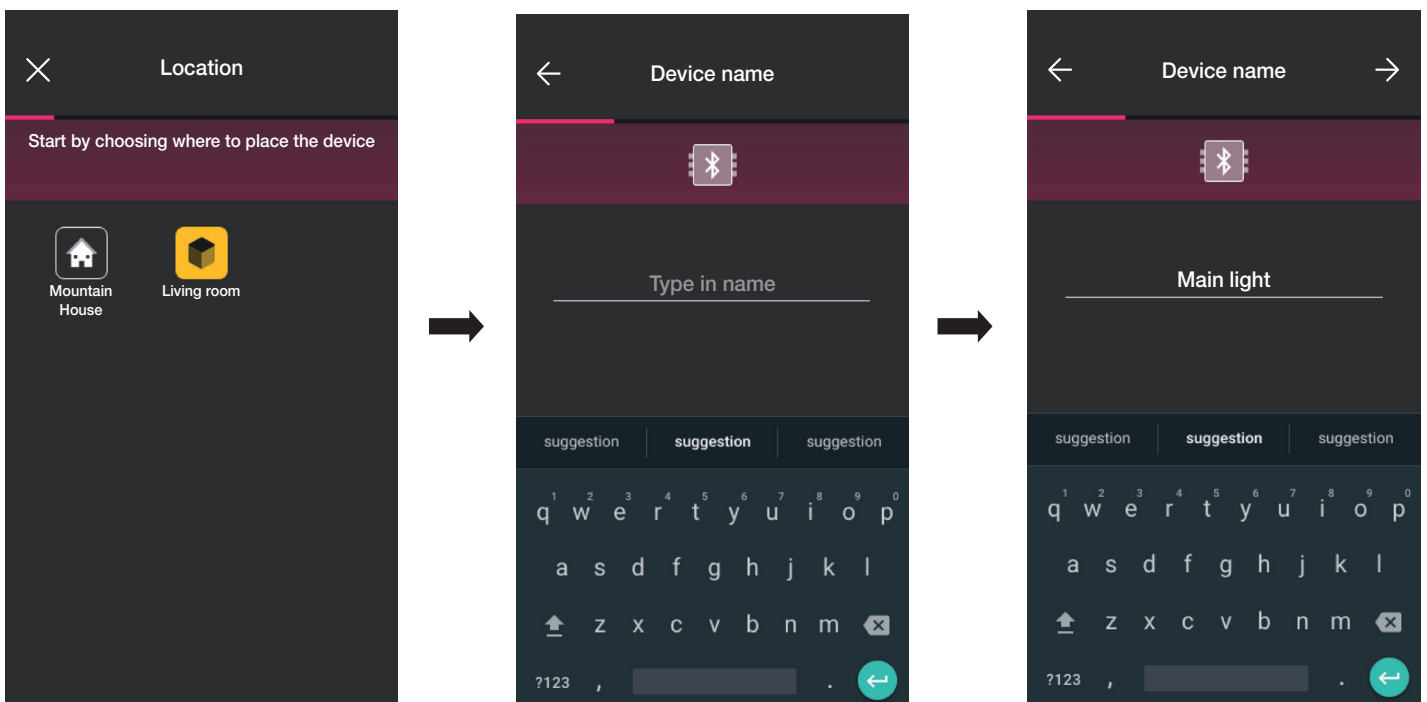 Location
Start by choosing where to place the device
Mountain
House
Living room
Device name
Type in name
suggestion suggestion suggestion
1 2 3 4 5 6 7 8 9 0
q w e r t y u i o p
a s d f g h j k l
z x c v b n m
?123 , .
Device name
Main light
suggestion suggestion suggestion
1 2 3 4 5 6 7 8 9 0
q w e r t y u i o p
a s d f g h j k l
z x c v b n m
?123 , .